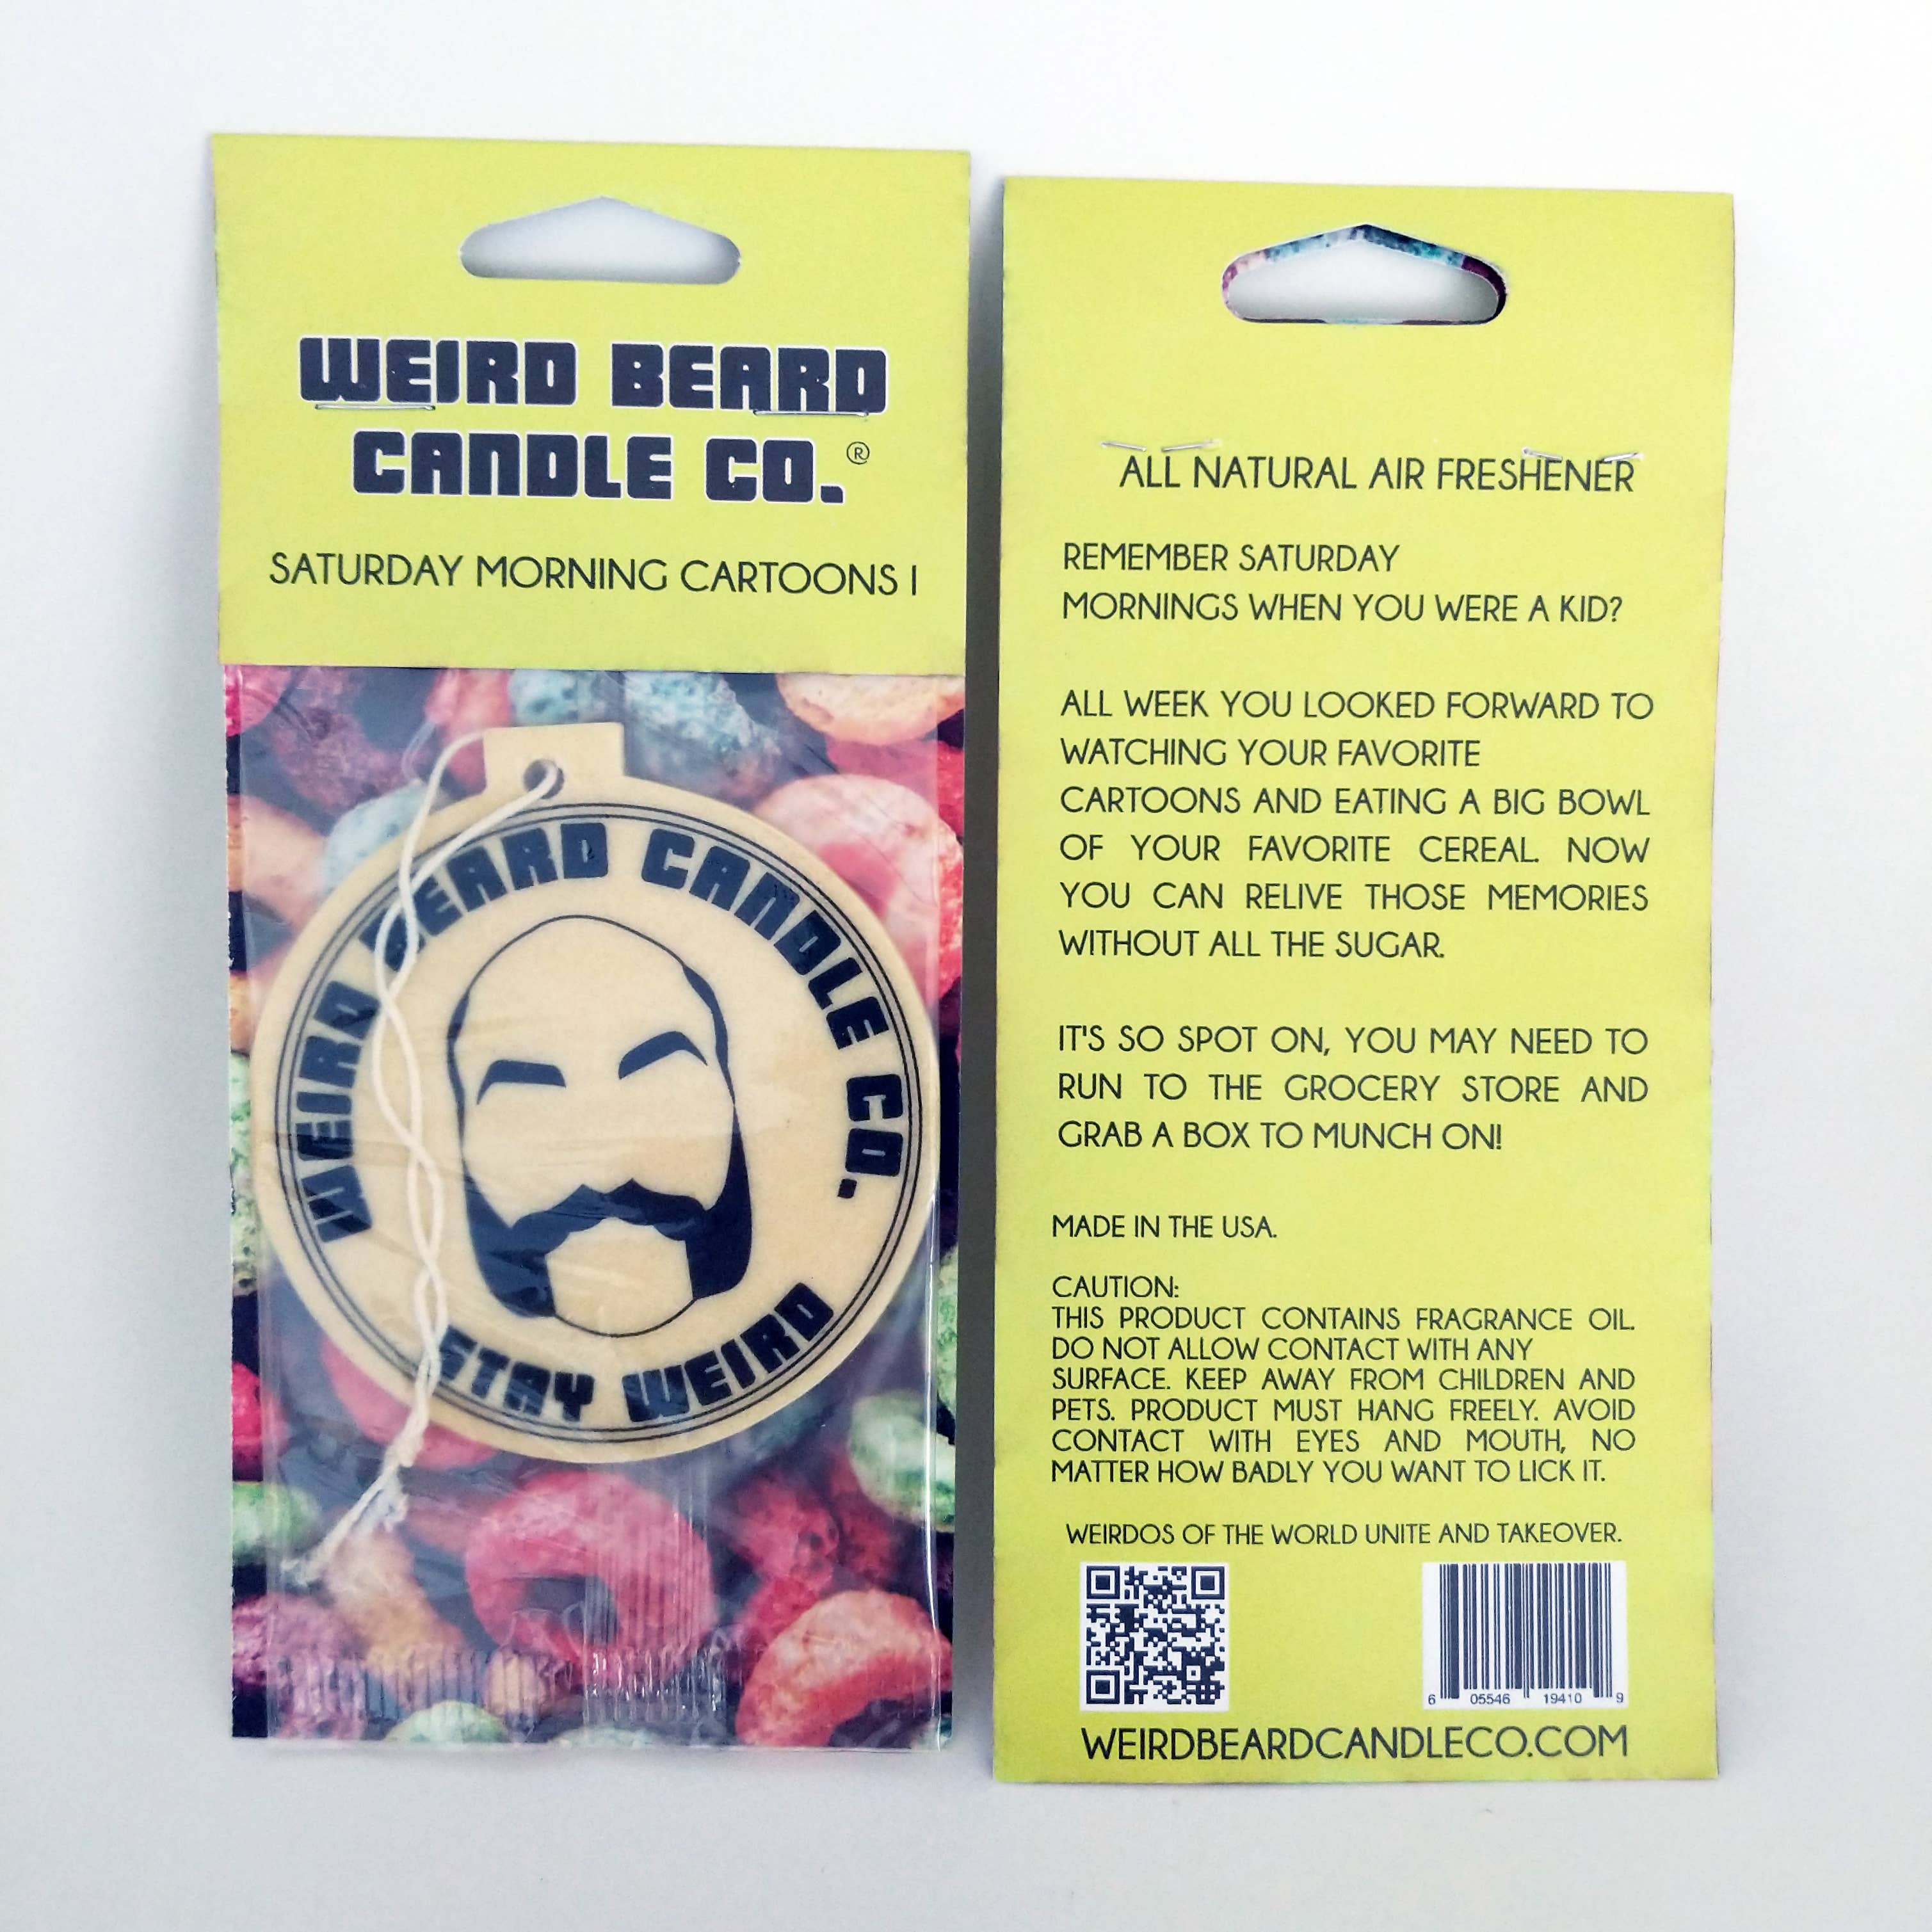 WEIRD BEARD
CANDLE CO.®
SATURDAY MORNING CARTOONS I
WEIRD BEARD CANDLE CO.
STAY WEIRD
ALL NATURAL AIR FRESHENER
REMEMBER SATURDAY
MORNINGS WHEN YOU WERE A KID?
ALL WEEK YOU LOOKED FORWARD TO
WATCHING YOUR FAVORITE
CARTOONS AND EATING A BIG BOWL
OF YOUR FAVORITE CEREAL. NOW
YOU CAN RELIVE THOSE MEMORIES
WITHOUT ALL THE SUGAR.
IT'S SO SPOT ON, YOU MAY NEED TO
RUN TO THE GROCERY STORE AND
GRAB A BOX TO MUNCH ON!
MADE IN THE USA.
CAUTION:
THIS PRODUCT CONTAINS FRAGRANCE OIL.
DO NOT ALLOW CONTACT WITH ANY
SURFACE. KEEP AWAY FROM CHILDREN AND
PETS. PRODUCT MUST HANG FREELY. AVOID
CONTACT WITH EYES AND MOUTH, NO
MATTER HOW BADLY YOU WANT TO LICK IT.
WEIRDOS OF THE WORLD UNITE AND TAKEOVER.
6 05546 19410 9
WEIRDBEARDCANDLECO.COM